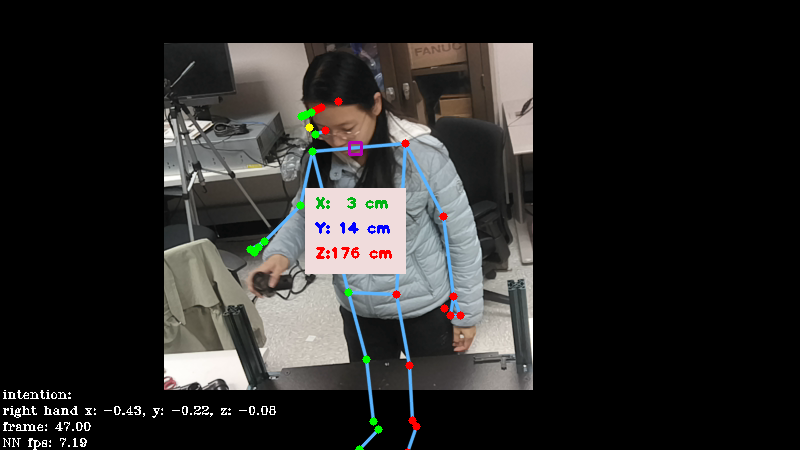 FANUC
X: 3 cm
Y: 14 cm
Z:176 cm
intention:
right hand x: -0.43, y: -0.22, z: -0.08
frame: 47.00
NN fps: 7.19